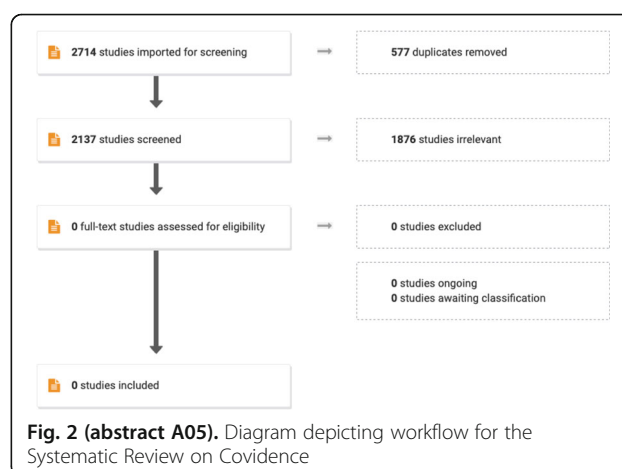 2714 studies imported for screening
577 duplicates removed
2137 studies screened
1876 studies irrelevant
0 full-text studies assessed for eligibility
0 studies excluded
0 studies ongoing
0 studies awaiting classification
0 studies included
Fig. 2 (abstract A05). Diagram depicting workflow for the
Systematic Review on Covidence